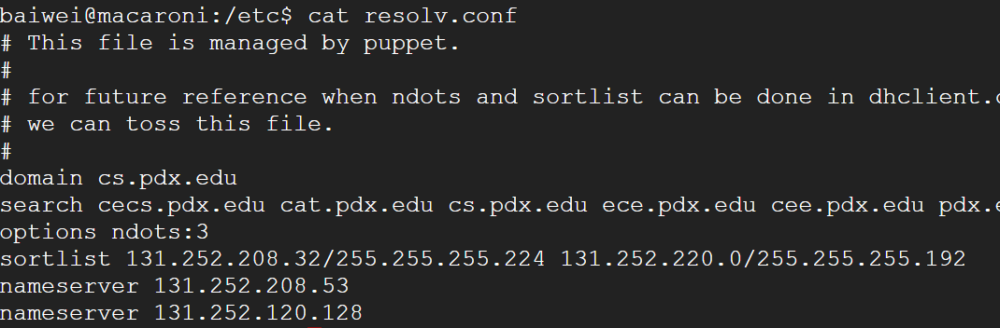 baiwei@macaroni:/etc$ cat resolv.conf
# This file is managed by puppet.
#
# for future reference when ndots and sortlist can be done in
# we can toss this file.
#
domain cs.pdx.edu
search cecs.pdx.edu cat.pdx.edu cs.pdx.edu ece.pdx.edu cee.pdx.edu
options ndots:3
sortlist 131.252.208.32/255.255.255.224 131.252.220.0/255.255.255.192
nameserver 131.252.208.53
nameserver 131.252.120.128